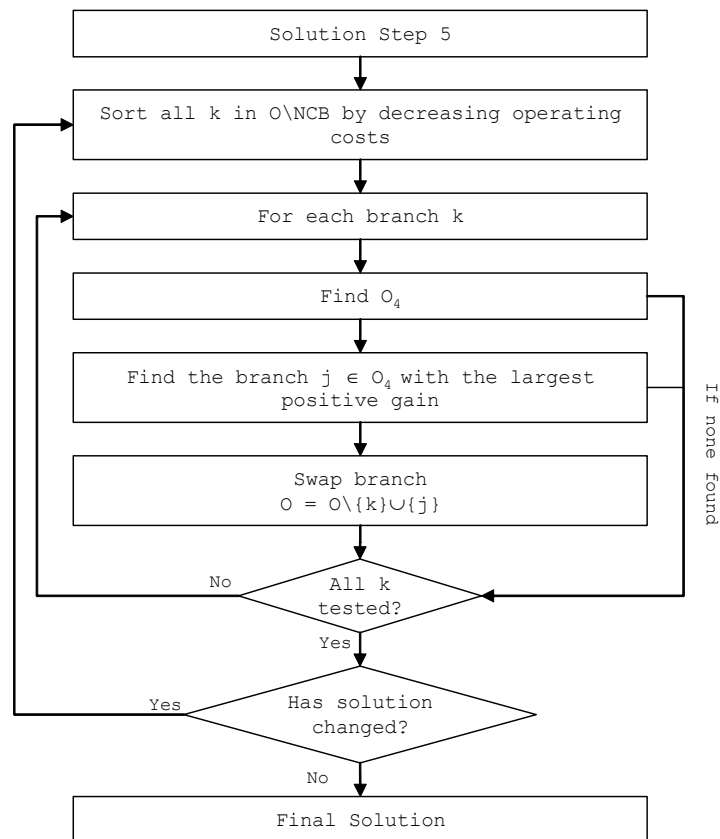 Solution Step 5
Sort all k in O\NCB by decreasing operating
costs
For each branch k
Find O₄
Find the branch j ∈ O₄ with the largest
positive gain
If none found
Swap branch
O = O\{k}∪{j}
No
All k
tested?
Yes
Yes
Has solution
changed?
No
Final Solution